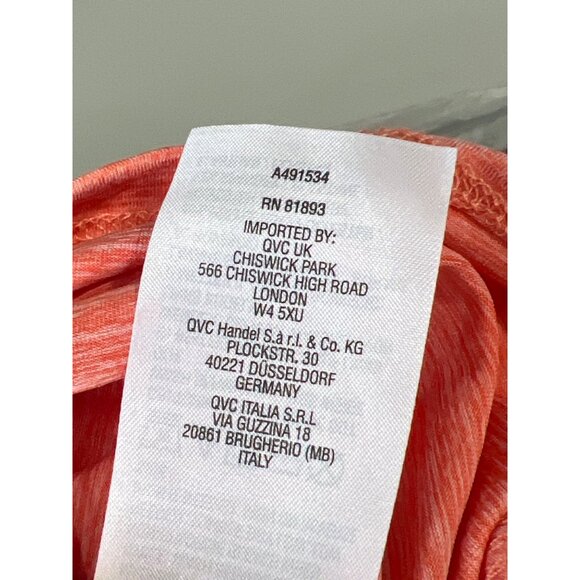 A491534
RN 81893
IMPORTED BY:
QVC UK
CHISWICK PARK
566 CHISWICK HIGH ROAD
LONDON
W4 5XU
QVC Handel S.à r.l. & Co. KG
PLOCKSTR. 30
40221 DÜSSELDORF
GERMANY
QVC ITALIA S.R.L
VIA GUZZINA 18
20861 BRUGHERIO (MB)
ITALY